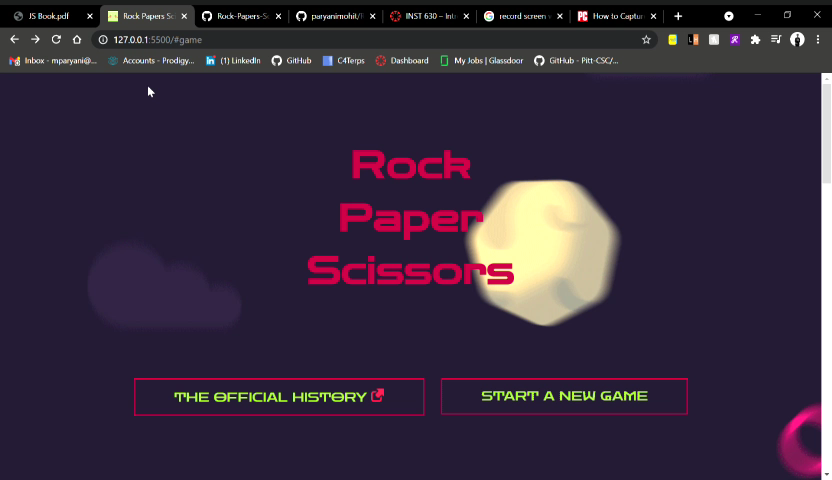 JS Book.pdf
Rock Papers Sc
Rock-Papers-S
paryanimohit/
INST 630 – Int
record screen
How to Captur
127.0.0.1:5500/#game
Inbox - mparyani@...
Accounts - Prodigy...
(1) LinkedIn
GitHub
C4Terps
Dashboard
My Jobs | Glassdoor
GitHub - Pitt-CSC/...
Rock
Paper
Scissors
THE OFFICIAL HISTORY
START A NEW GAME